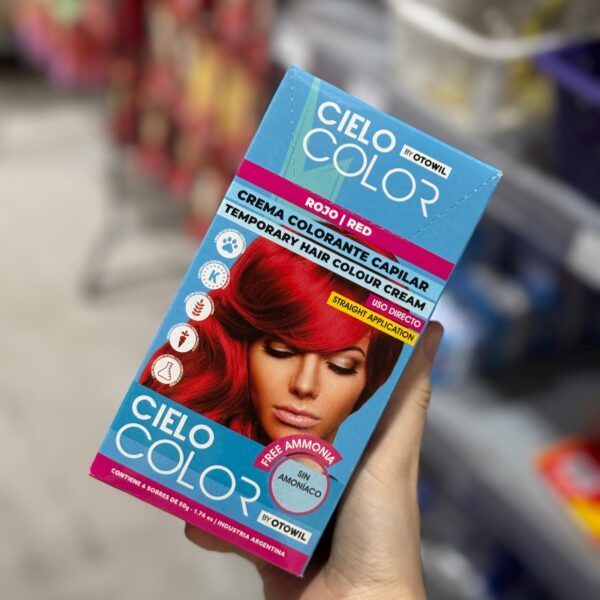 CIELO
COLOR
BY OTOWIL
ROJO | RED
CREMA COLORANTE CAPILAR
TEMPORARY HAIR COLOUR CREAM
USO DIRECTO
STRAIGHT APPLICATION
K
CIELO
COLOR
BY OTOWIL
FREE AMMONIA
SIN
AMONÍACO
CONTIENE 6 SOBRES DE 50g - 1.76 oz | INDUSTRIA ARGENTINA